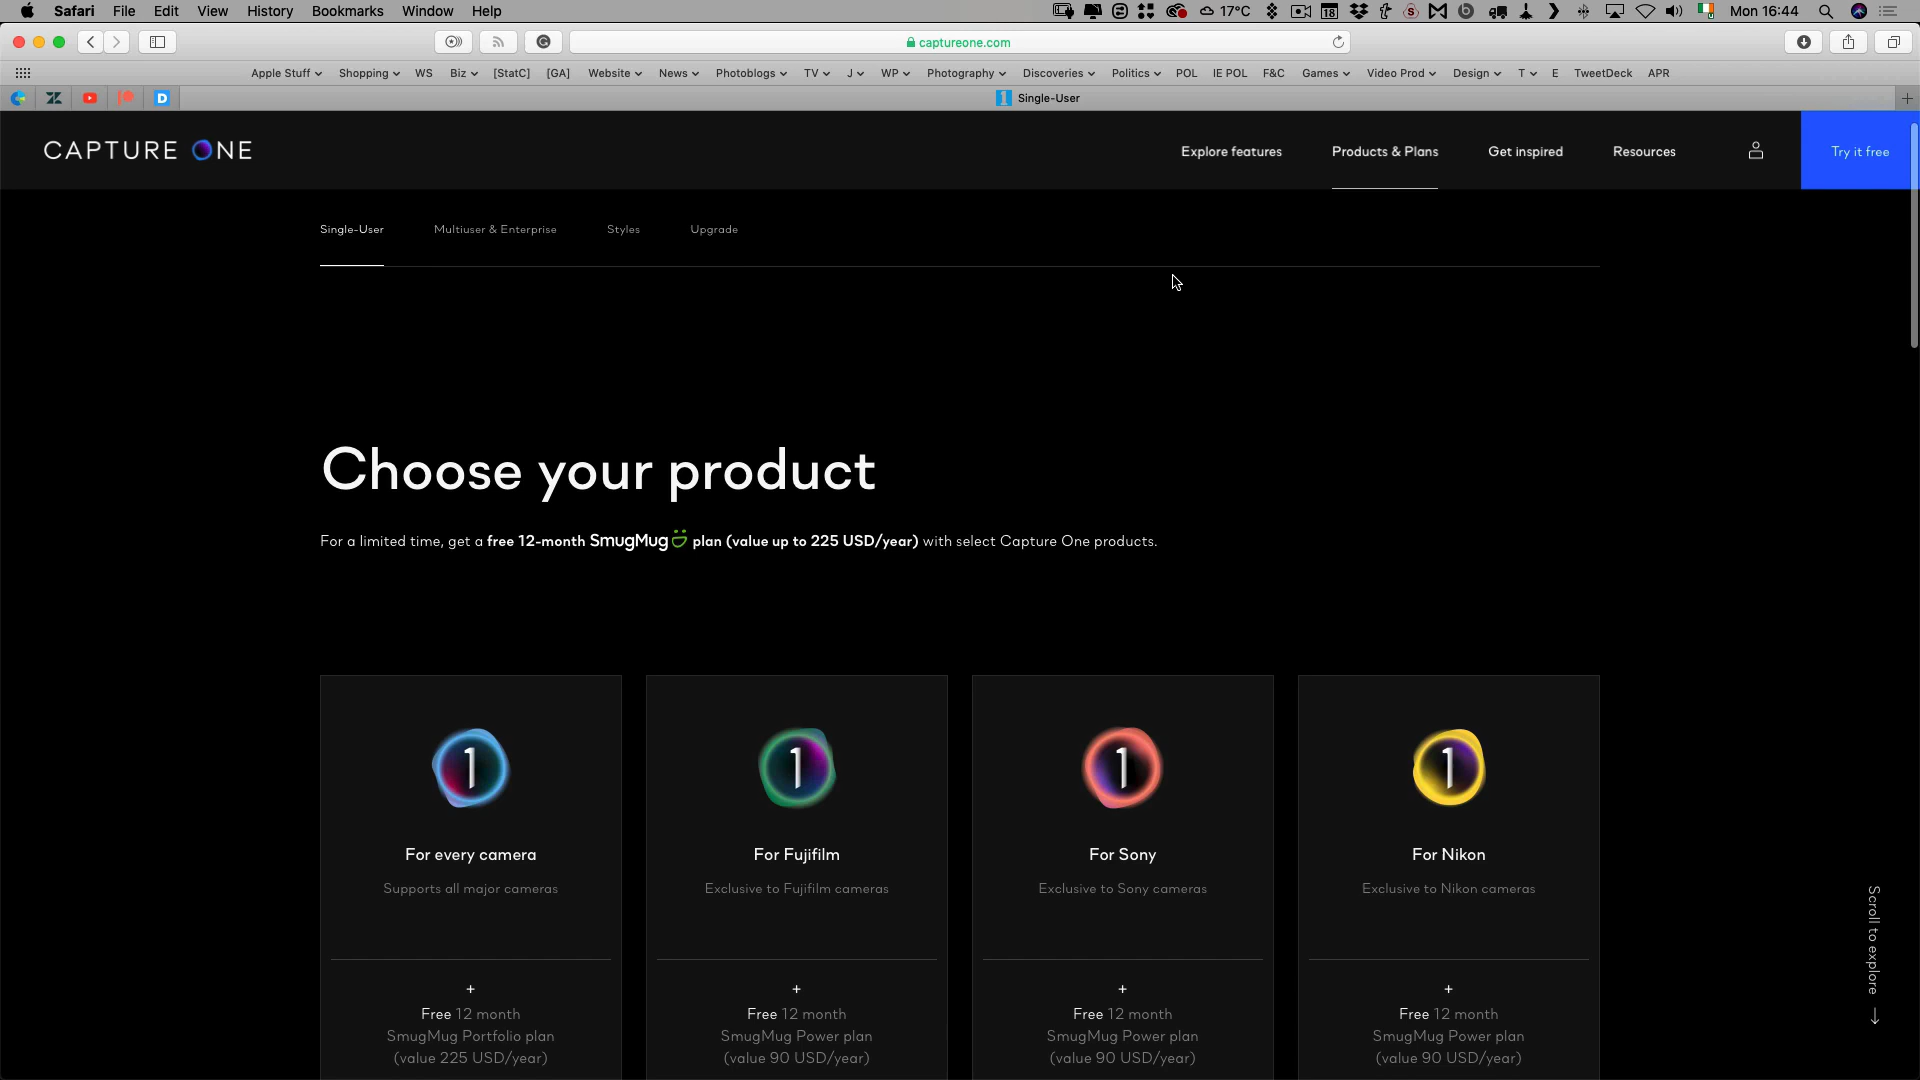 Safari File Edit View History Bookmarks Window Help 17°C 18 Mon 16:44
captureone.com
Apple Stuff Shopping WS Biz [StatC] [GA] Website News Photoblogs TV J WP Photography Discoveries Politics POL IE POL F&C Games Video Prod Design T E TweetDeck APR
D 1 Single-User
CAPTURE ONE Explore features Products & Plans Get inspired Resources Try it free
Single-User Multiuser & Enterprise Styles Upgrade
Choose your product
For a limited time, get a free 12-month SmugMug plan (value up to 225 USD/year) with select Capture One products.
1 1 1 1
For every camera For Fujifilm For Sony For Nikon
Supports all major cameras Exclusive to Fujifilm cameras Exclusive to Sony cameras Exclusive to Nikon cameras
+ + + +
Free 12 month Free 12 month Free 12 month Free 12 month
SmugMug Portfolio plan SmugMug Power plan SmugMug Power plan SmugMug Power plan
(value 225 USD/year) (value 90 USD/year) (value 90 USD/year) (value 90 USD/year)
Scroll to explore